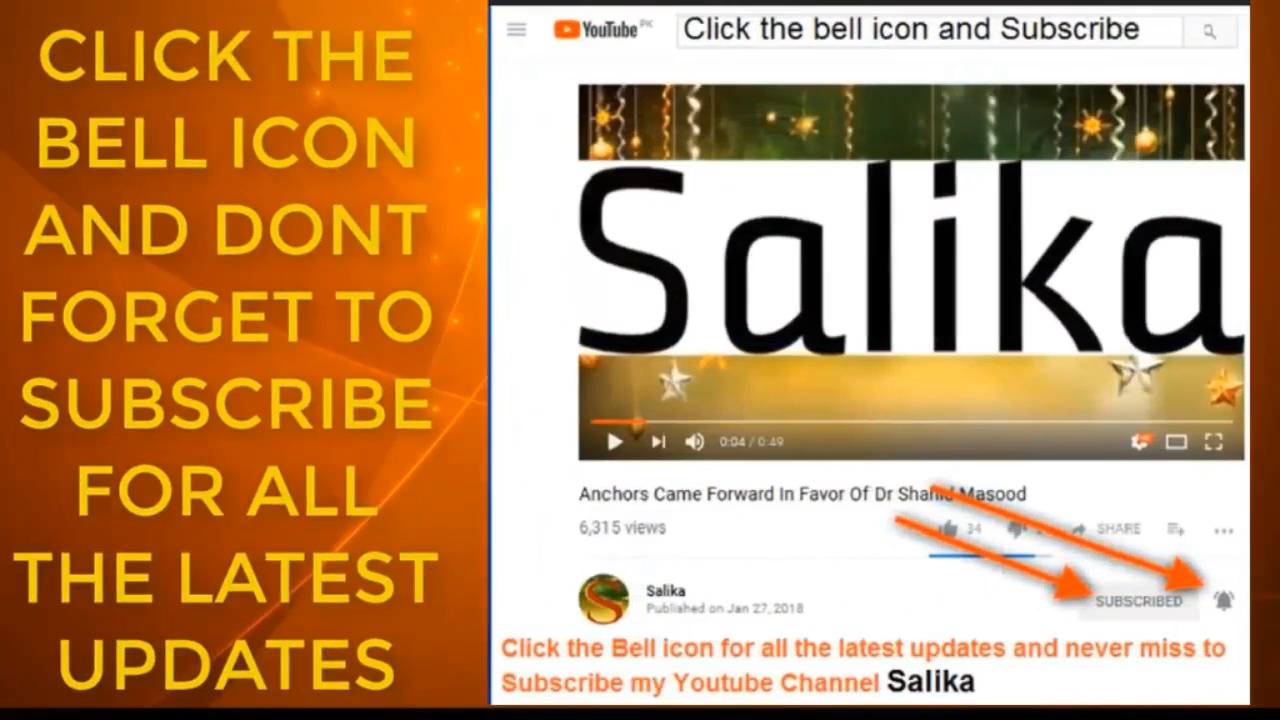 CLICK THE
BELL ICON
AND DONT
FORGET TO
SUBSCRIBE
FOR ALL
THE LATEST
UPDATES
YouTube PK
Click the bell icon and Subscribe
Salika
0:04 / 0:49
Anchors Came Forward In Favor Of Dr Shahid Masood
6,315 views
34
SHARE
Salika
Published on Jan 27, 2018
SUBSCRIBED
Click the Bell icon for all the latest updates and never miss to
Subscribe my Youtube Channel Salika